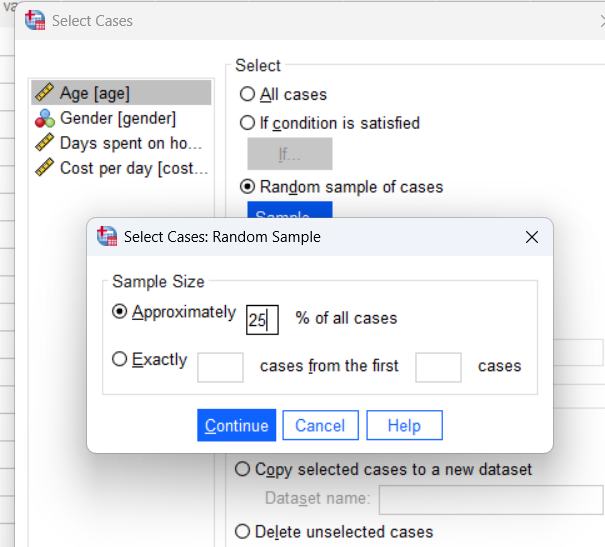 va
Select Cases
Select
Age [age]
Gender [gender]
Days spent on ho...
Cost per day [cost...
All cases
If condition is satisfied
If...
Random sample of cases
Sample...
Select Cases: Random Sample
Sample Size
Approximately 25 % of all cases
Exactly cases from the first cases
Continue Cancel Help
Copy selected cases to a new dataset
Dataset name:
Delete unselected cases